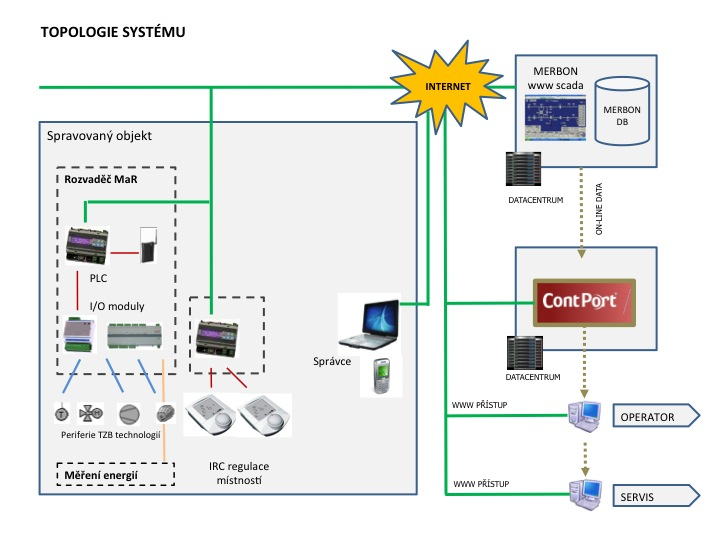 TOPOLOGIE SYSTÉMU
INTERNET
MERBON
www scada
MERBON
DB
DATACENTRUM
ON-LINE DATA
Spravovaný objekt
Rozvaděč MaR
PLC
I/O moduly
Periferie TZB technologií
Měření energií
IRC regulace
místností
Správce
ContPort
DATACENTRUM
WWW PŘÍSTUP
OPERATOR
WWW PŘÍSTUP
SERVIS
T
M